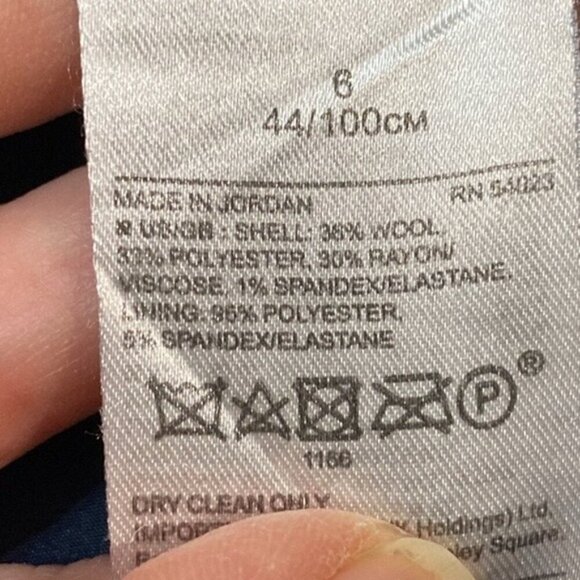 6
44/100CM
MADE IN JORDAN
RN 54023
US/GB : SHELL: 36% WOOL,
33% POLYESTER, 30% RAYON/
VISCOSE, 1% SPANDEX/ELASTANE.
LINING: 95% POLYESTER,
5% SPANDEX/ELASTANE
P®
1166
DRY CLEAN ONLY
Holdings) Ltd,
Square